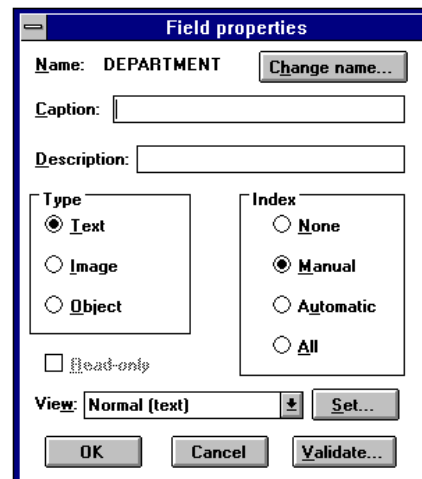 Field properties
Name: DEPARTMENT Change name...
Caption:
Description:
Type Index
Text None
Image Manual
Object Automatic
All
Read-only
View: Normal (text) Set...
OK Cancel Validate...